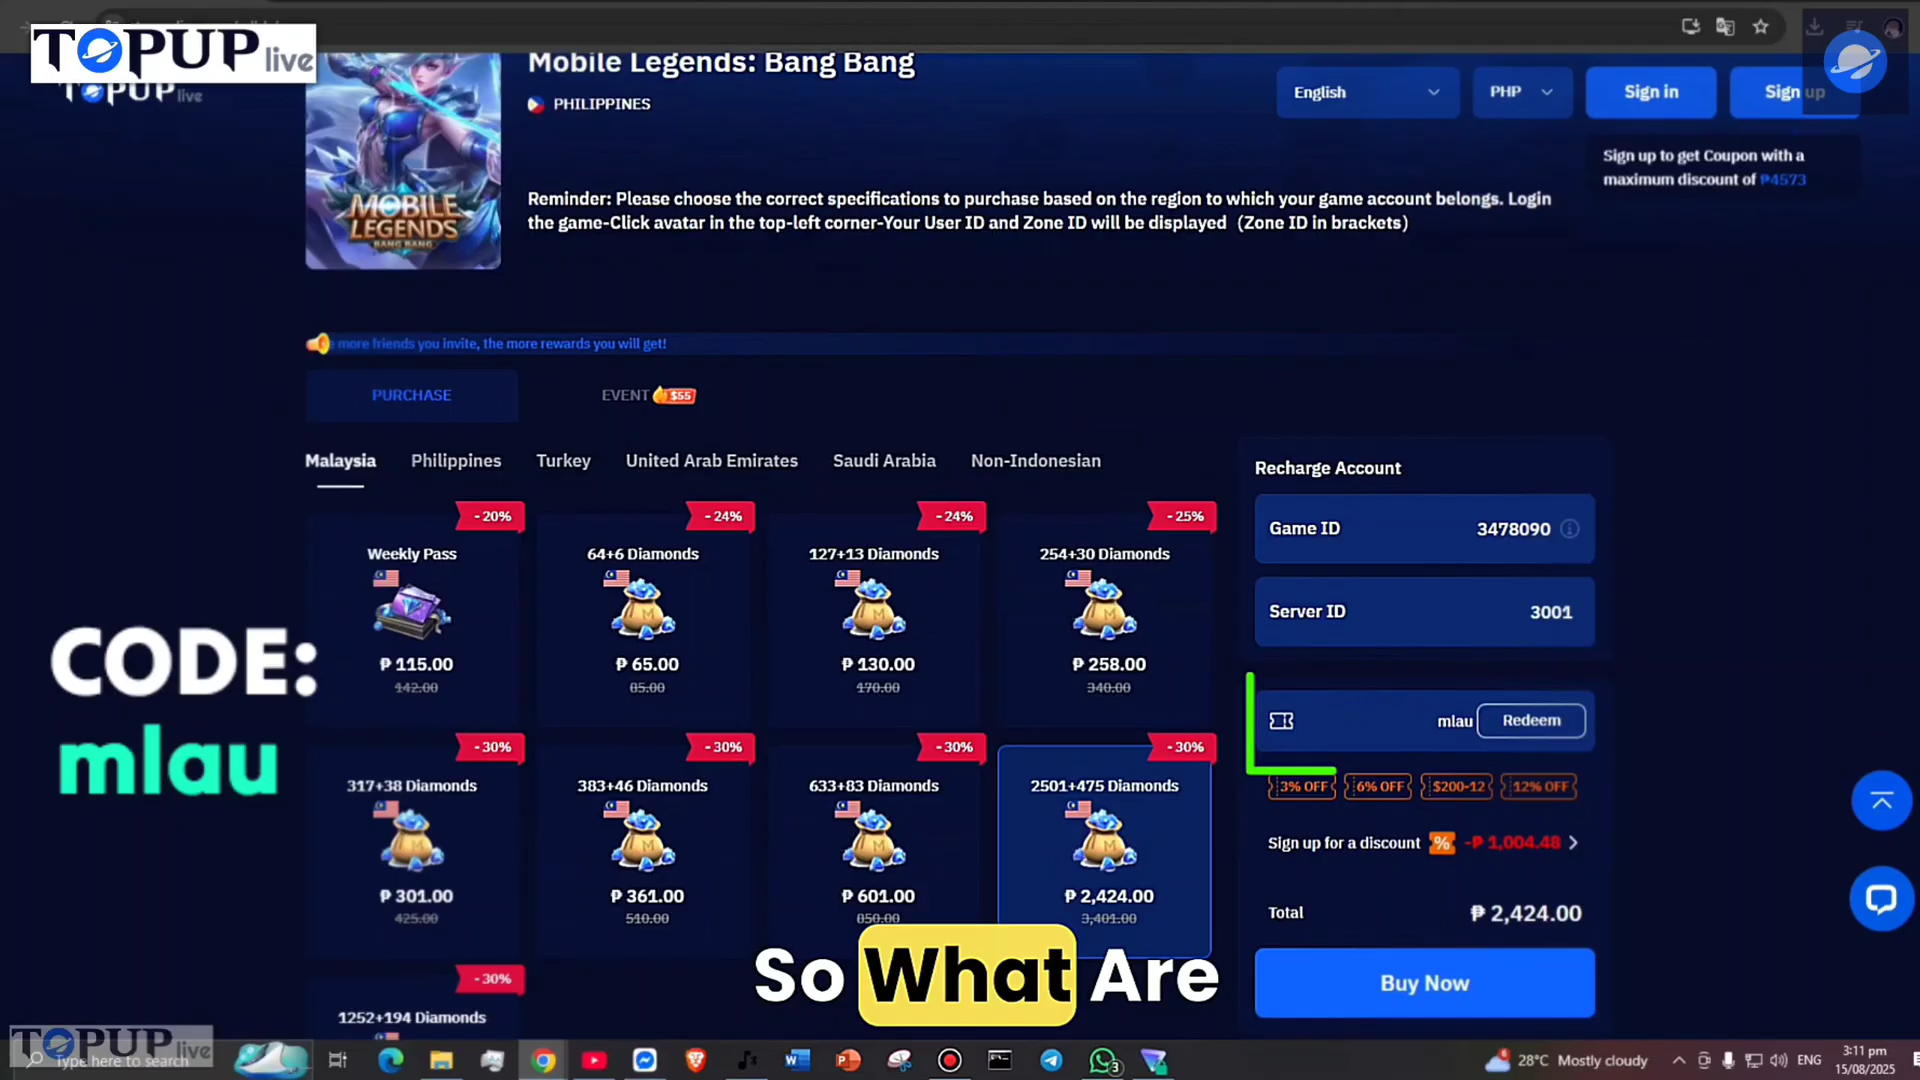 TOPUP live
TOPUP live
Mobile Legends: Bang Bang
PHILIPPINES
English
PHP
Sign in
Sign up
Sign up to get Coupon with a
maximum discount of ₱4573
MOBILE
LEGENDS
BANG BANG
Reminder: Please choose the correct specifications to purchase based on the region to which your game account belongs. Login
the game-Click avatar in the top-left corner-Your User ID and Zone ID will be displayed（Zone ID in brackets）
more friends you invite, the more rewards you will get!
PURCHASE
EVENT $55
Malaysia
Philippines
Turkey
United Arab Emirates
Saudi Arabia
Non-Indonesian
-20%
Weekly Pass
₱ 115.00
142.00
-24%
64+6 Diamonds
₱ 65.00
85.00
-24%
127+13 Diamonds
₱ 130.00
170.00
-25%
254+30 Diamonds
₱ 258.00
340.00
-30%
317+38 Diamonds
₱ 301.00
425.00
-30%
383+46 Diamonds
₱ 361.00
510.00
-30%
633+83 Diamonds
₱ 601.00
850.00
-30%
2501+475 Diamonds
₱ 2,424.00
3,401.00
-30%
1252+194 Diamonds
Recharge Account
Game ID 3478090
Server ID 3001
mlau Redeem
3% OFF
6% OFF
$200-12
12% OFF
Sign up for a discount % -₱ 1,004.48
Total ₱ 2,424.00
Buy Now
CODE:
mlau
So What Are
TOPUP live
Type here to search
3
28°C Mostly cloudy
ENG
3:11 pm
15/08/2025